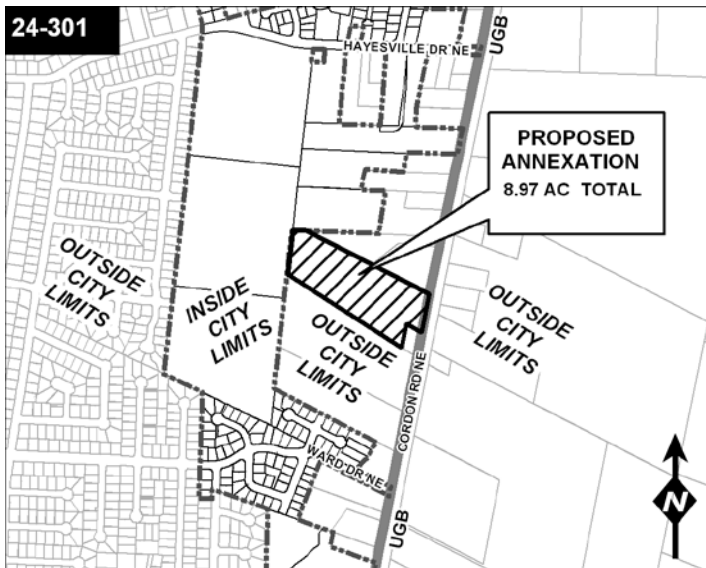 24-301
HAYESVILLE DR NE
UGB
PROPOSED
ANNEXATION
8.97 AC TOTAL
OUTSIDE
CITY
LIMITS
INSIDE
CITY
LIMITS
OUTSIDE
CITY
LIMITS
OUTSIDE
CITY
LIMITS
CORDON RD NE
WARD DR NE
UGB
N